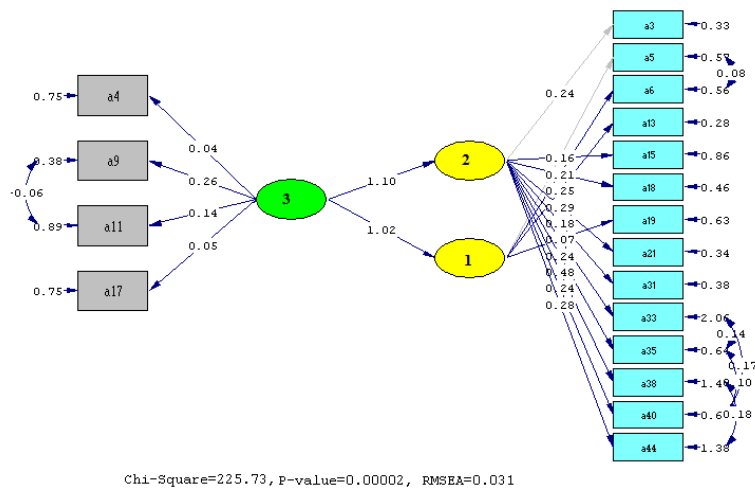 a3 0.33
a5 0.57
0.08
a6 0.56
0.75 a4
0.24
a13 0.28
0.04
0.38 a9
2
0.16
a15 0.86
0.26
0.21
a18 0.46
-0.06
3
1.10
0.25
0.29
0.14
a19 0.63
0.89 a11
1.02
0.18
0.07
0.05
a21 0.34
0.24
1
0.48
a31 0.38
0.75 a17
0.24
0.28
a33 2.06
0.14
a35
0.17
a38
0.10
a40
0.18
a44 1.38
Chi-Square=225.73, P-value=0.00002, RMSEA=0.031